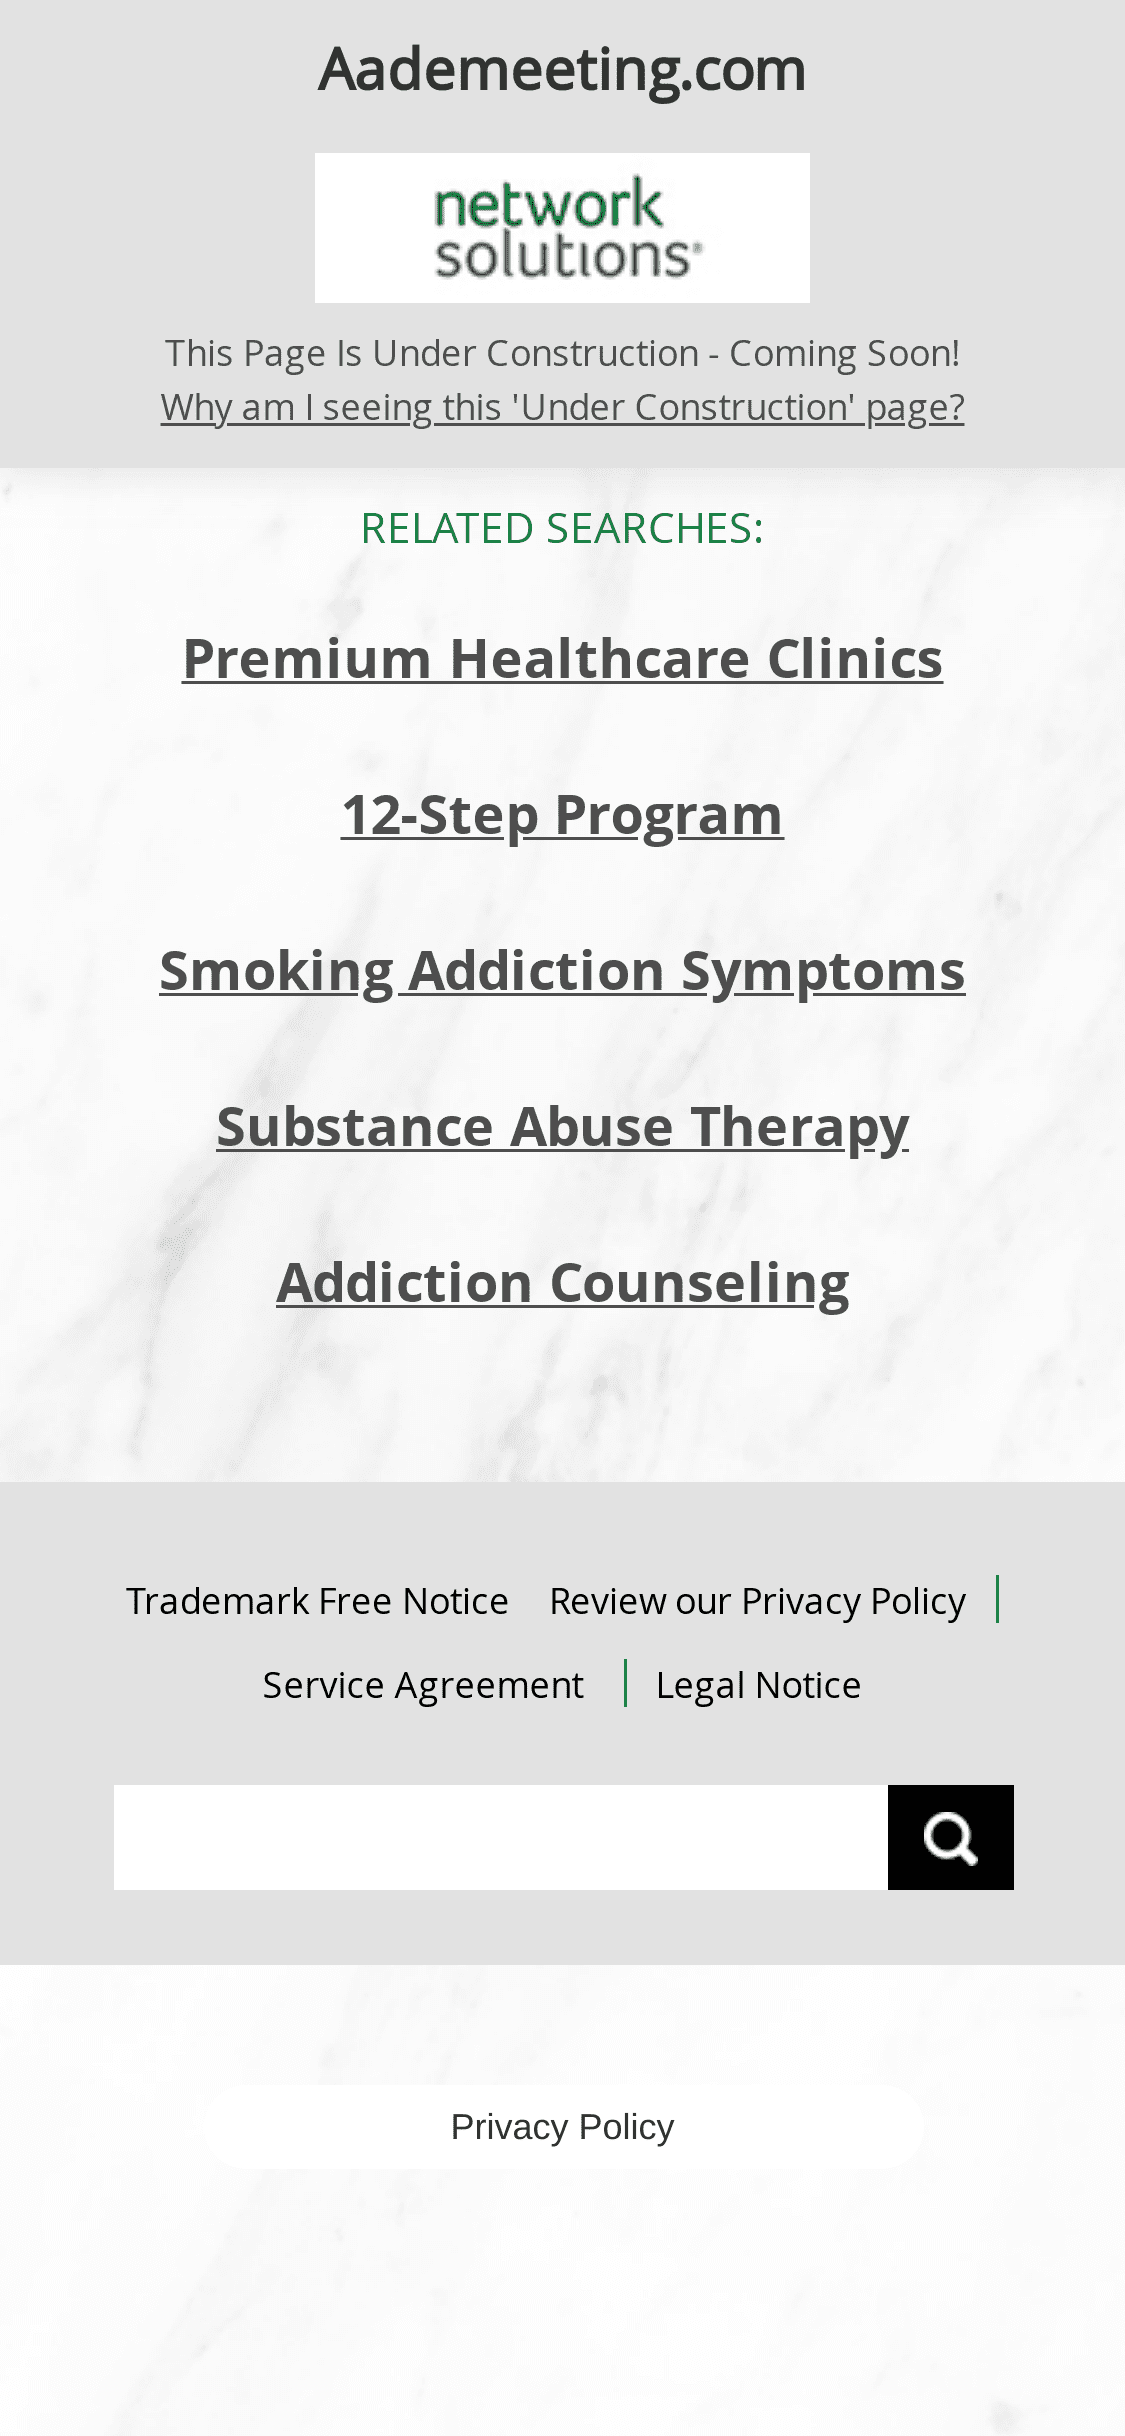 Aademeeting.com
network
solutions®
This Page Is Under Construction - Coming Soon!
Why am I seeing this 'Under Construction' page?
RELATED SEARCHES:
Premium Healthcare Clinics
12-Step Program
Smoking Addiction Symptoms
Substance Abuse Therapy
Addiction Counseling
Trademark Free Notice Review our Privacy Policy |
Service Agreement | Legal Notice
Privacy Policy